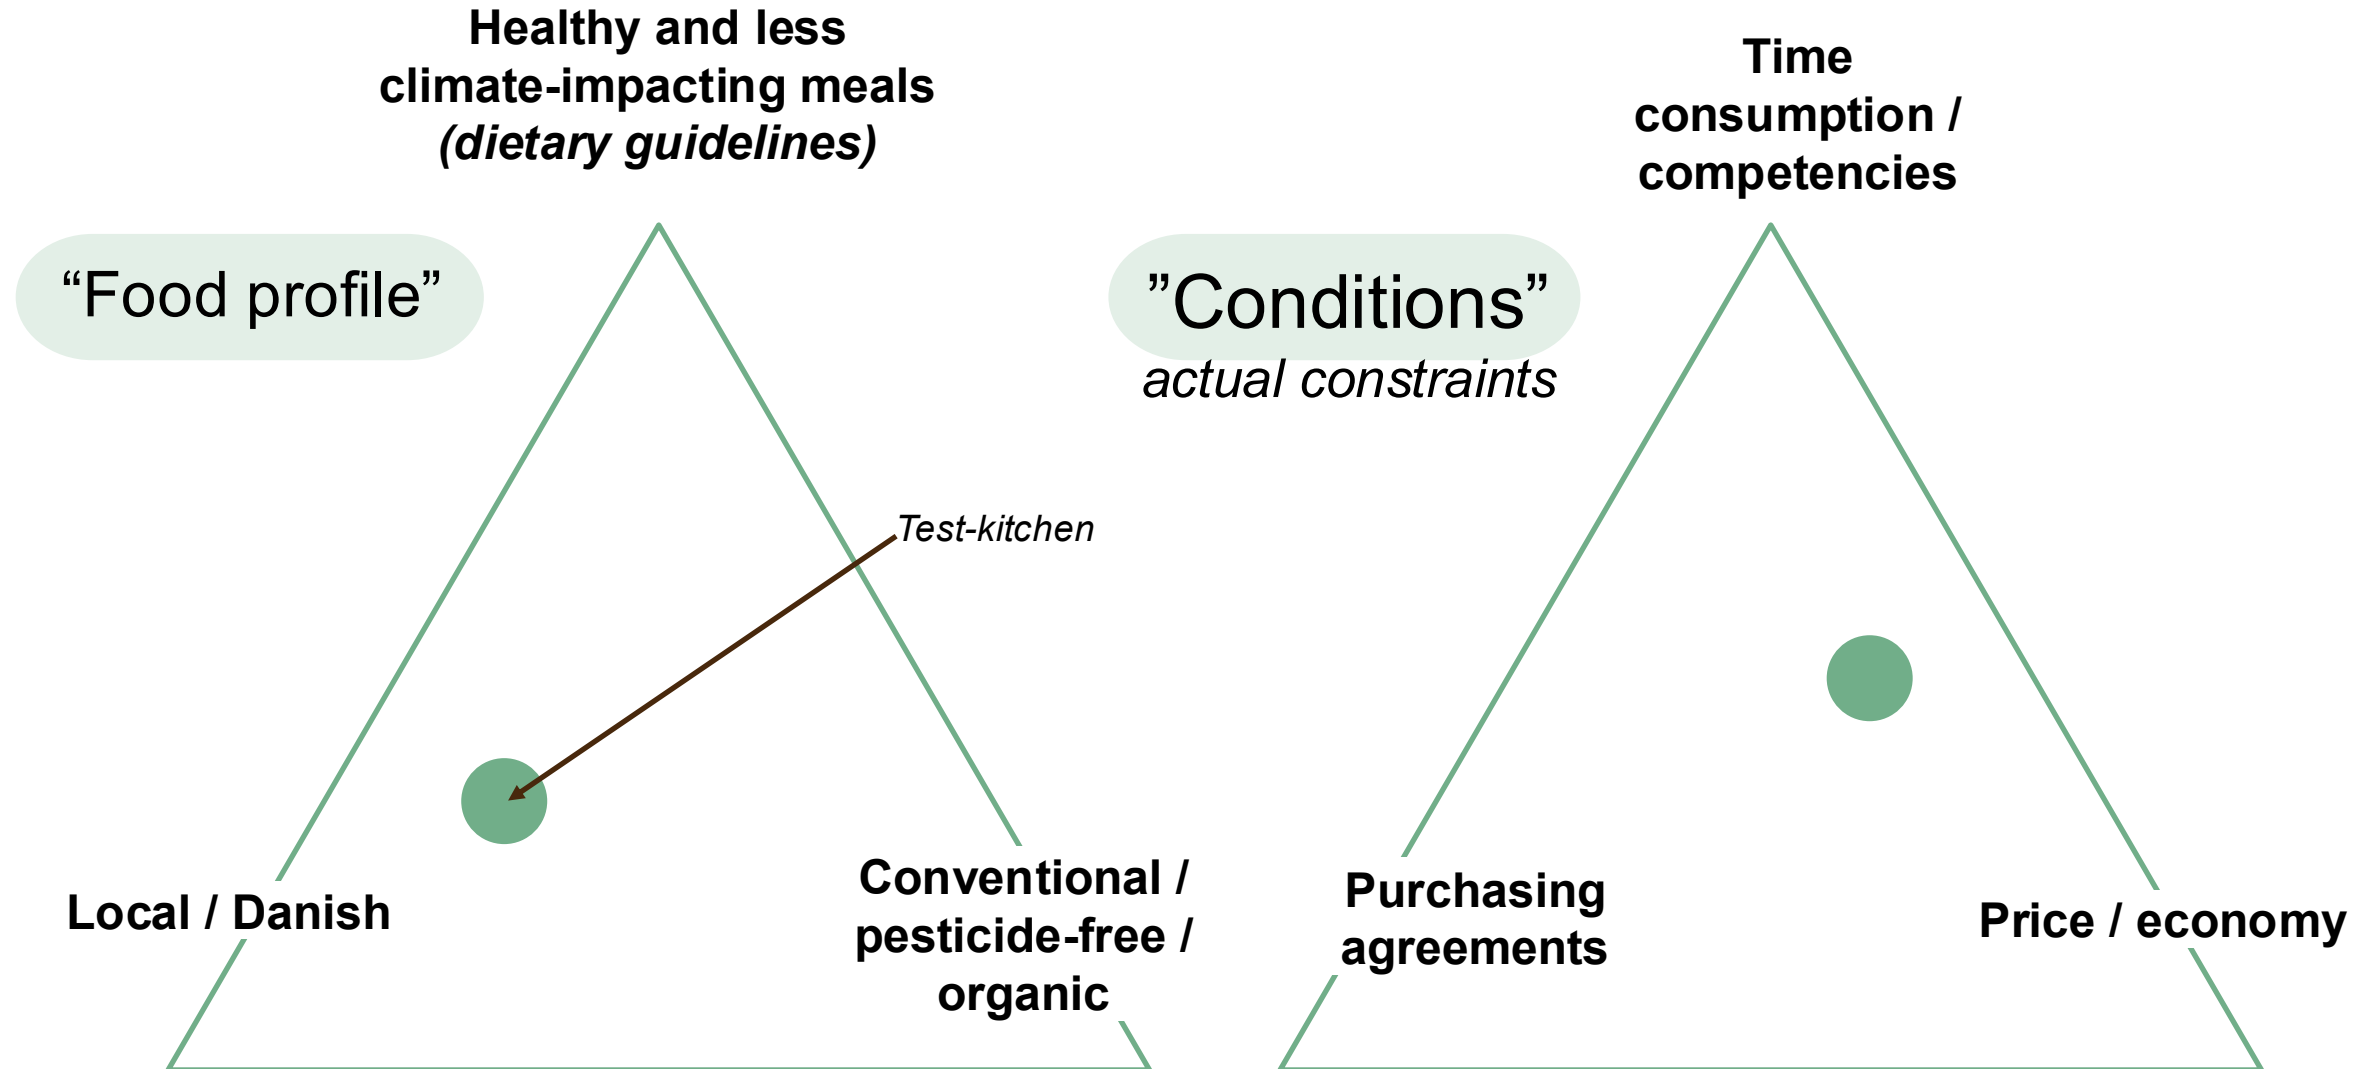 Healthy and less
climate-impacting meals
(dietary guidelines)
“Food profile”
Test-kitchen
Local / Danish
Conventional /
pesticide-free /
organic
Time
consumption /
competencies
”Conditions”
actual constraints
Purchasing
agreements
Price / economy